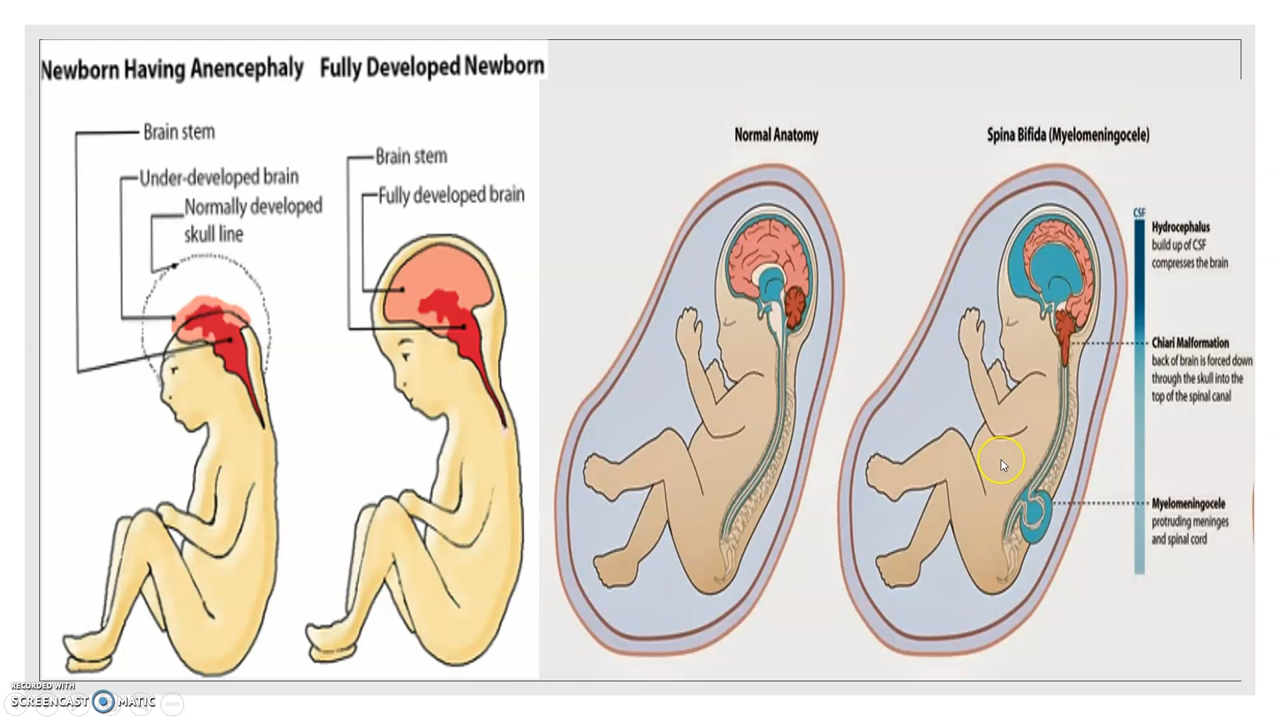 Newborn Having Anencephaly
Fully Developed Newborn
Brain stem
Under-developed brain
Normally developed
skull line
Brain stem
Fully developed brain
Normal Anatomy
Spina Bifida (Myelomeningocele)
CSF
Hydrocephalus
build up of CSF
compresses the brain
Chiari Malformation
back of brain is forced down
through the skull into the
top of the spinal canal
Myelomeningocele
protruding meninges
and spinal cord
RECORDED WITH
SCREENCAST MATIC